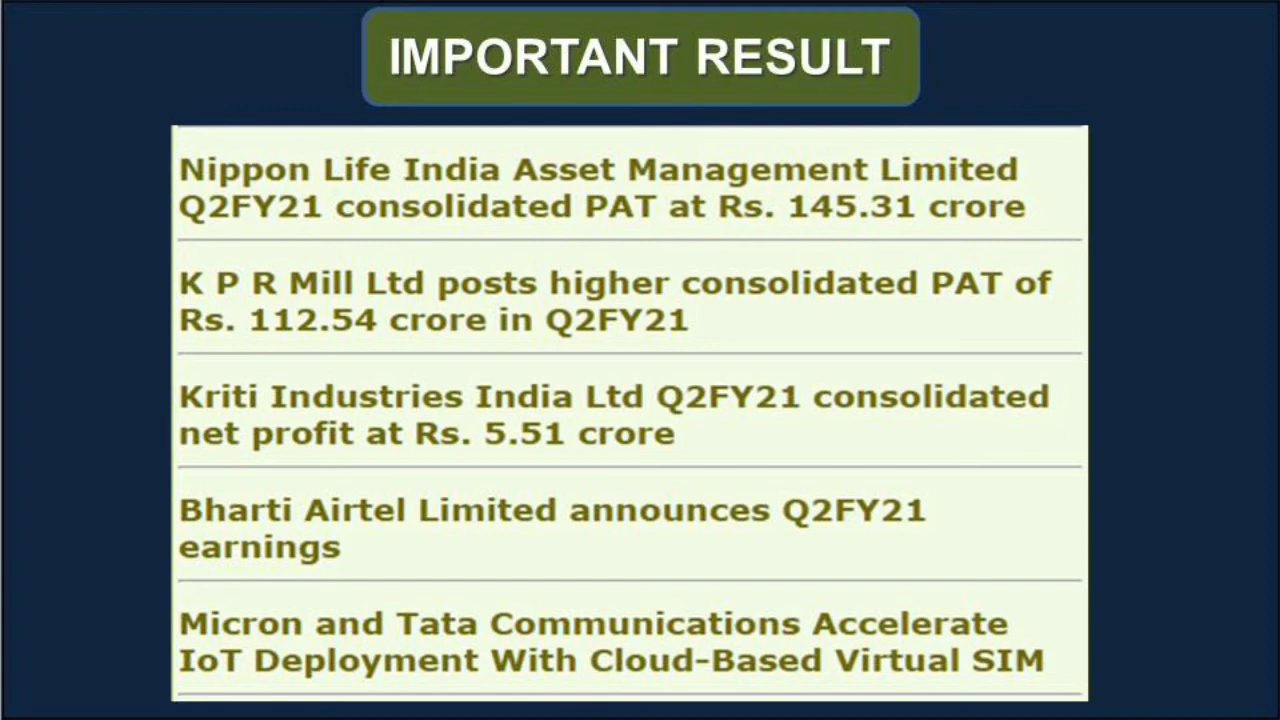 IMPORTANT RESULT
Nippon Life India Asset Management Limited
Q2FY21 consolidated PAT at Rs. 145.31 crore
K P R Mill Ltd posts higher consolidated PAT of
Rs. 112.54 crore in Q2FY21
Kriti Industries India Ltd Q2FY21 consolidated
net profit at Rs. 5.51 crore
Bharti Airtel Limited announces Q2FY21
earnings
Micron and Tata Communications Accelerate
IoT Deployment With Cloud-Based Virtual SIM